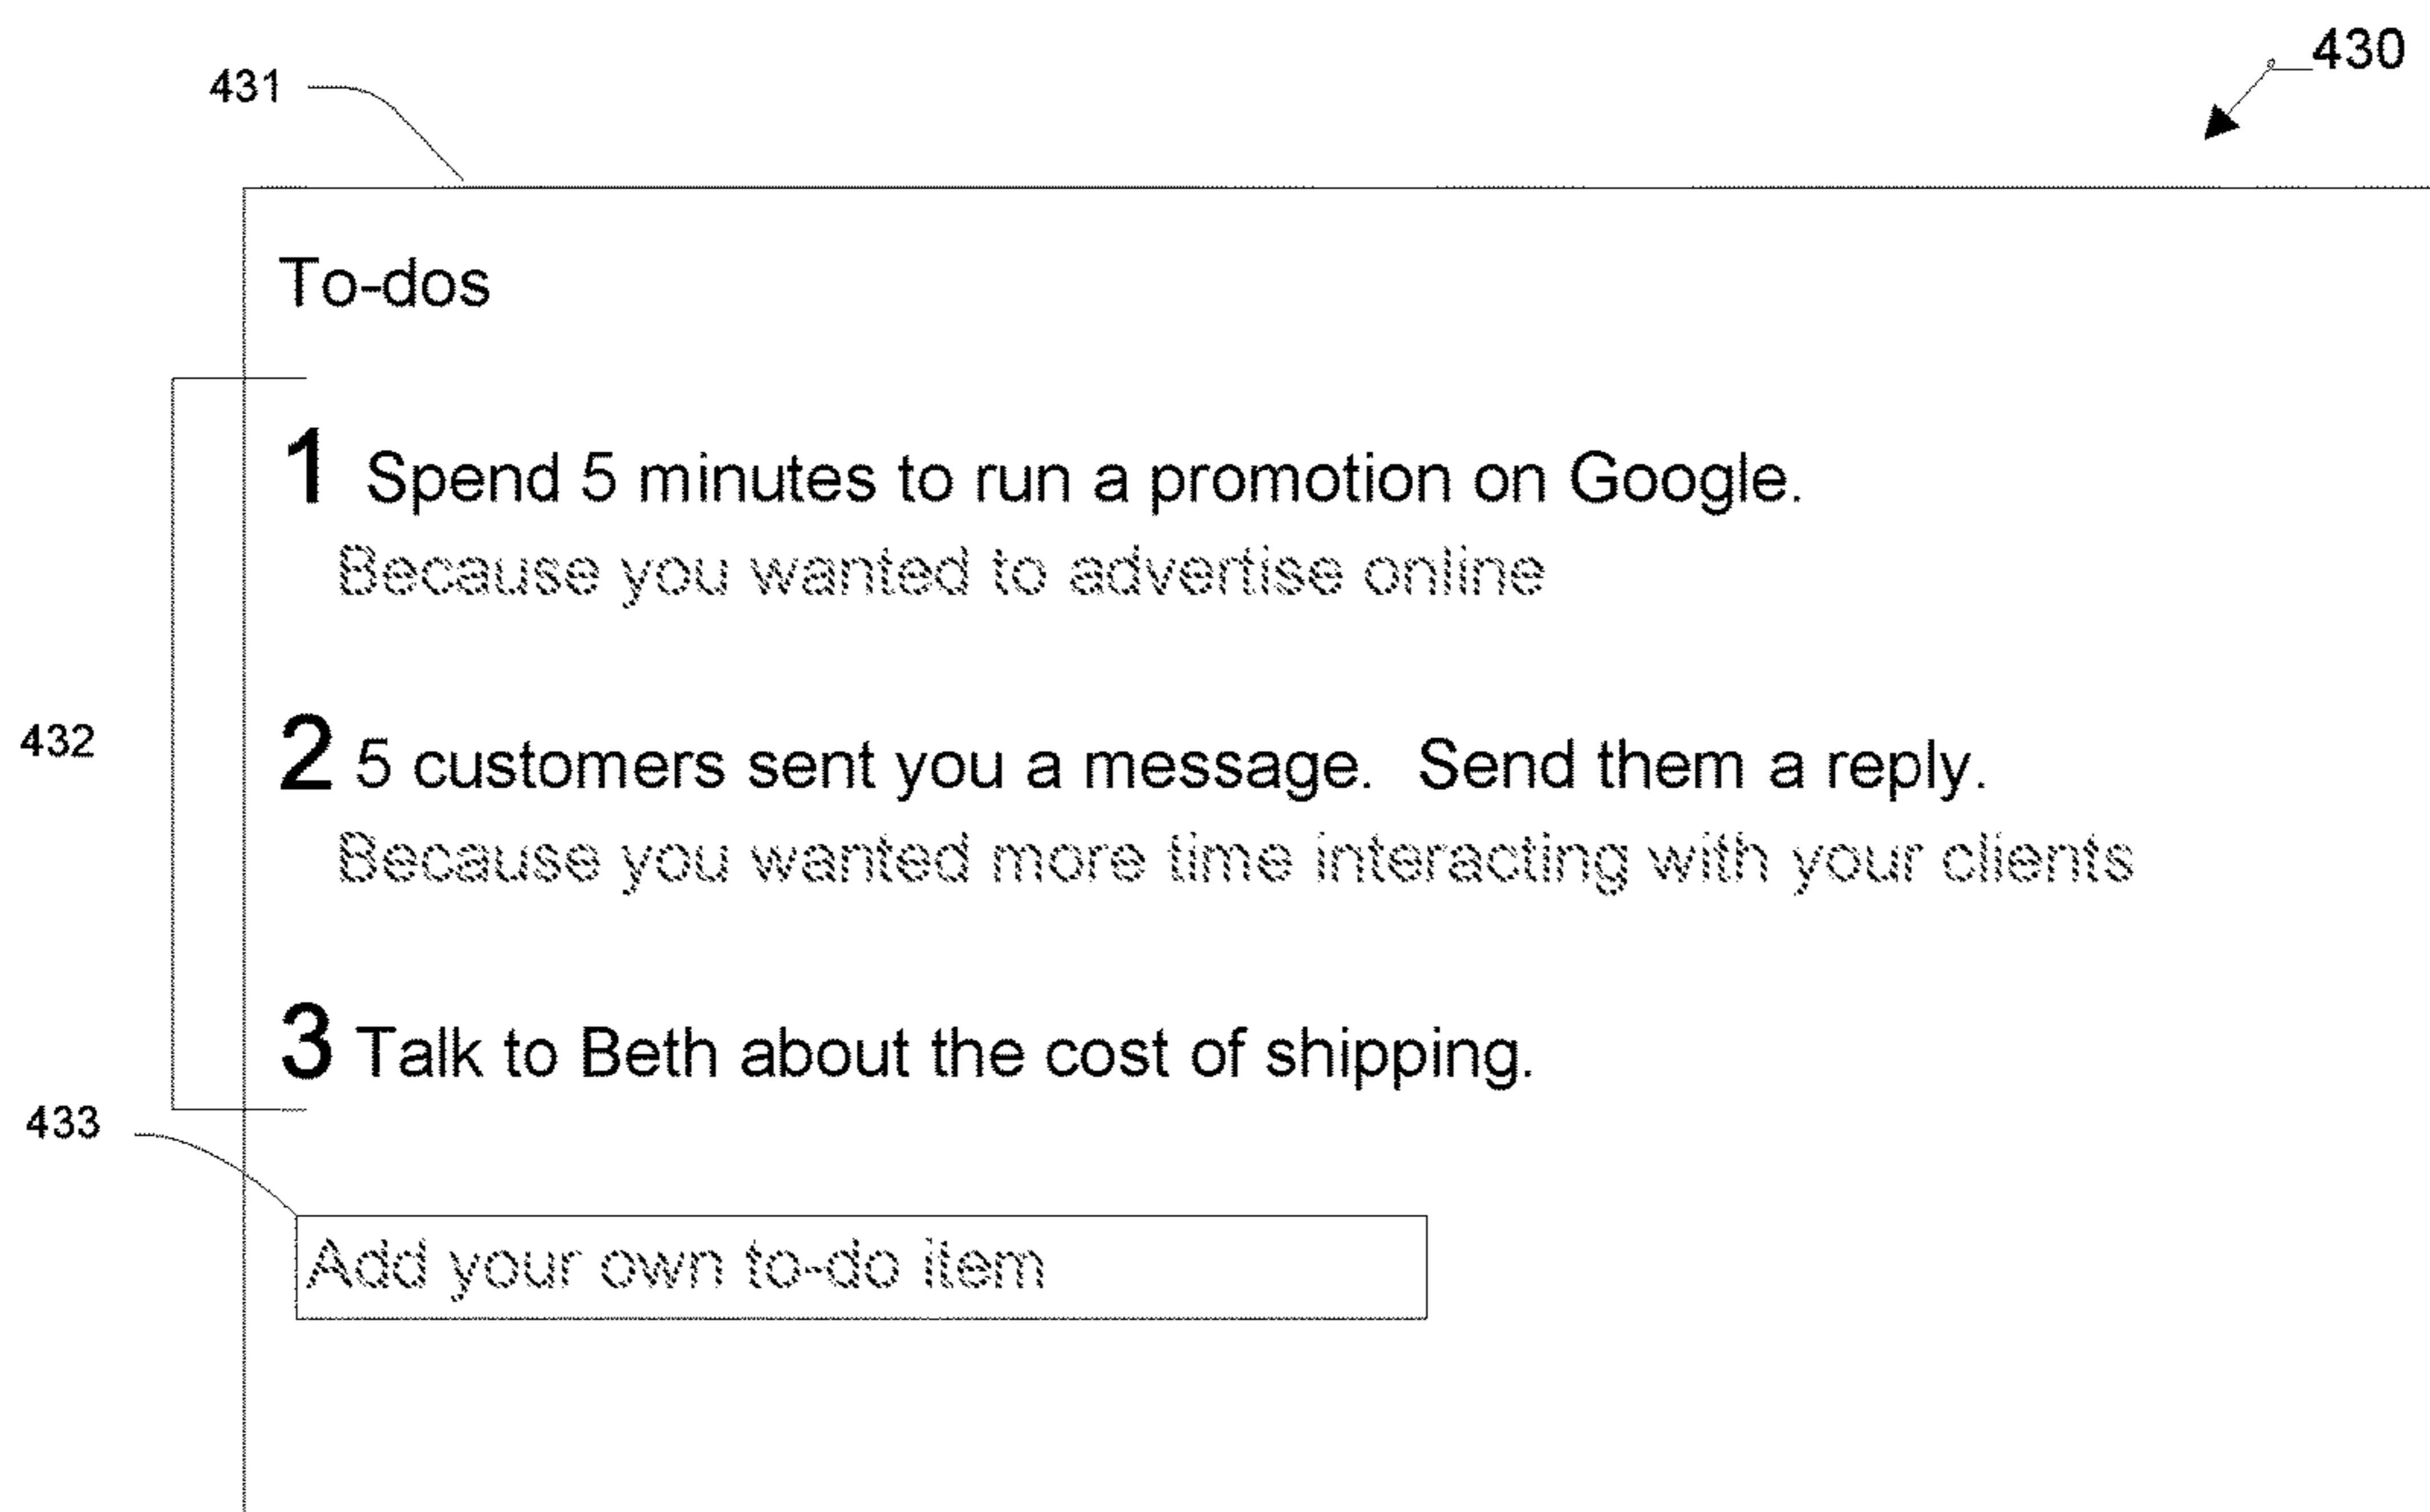 430
431
To-dos
1 Spend 5 minutes to run a promotion on Google.
Because you wanted to advertise online
432
2 5 customers sent you a message.  Send them a reply.
Because you wanted more time interacting with your clients
3 Talk to Beth about the cost of shipping.
433
Add your own to-do item